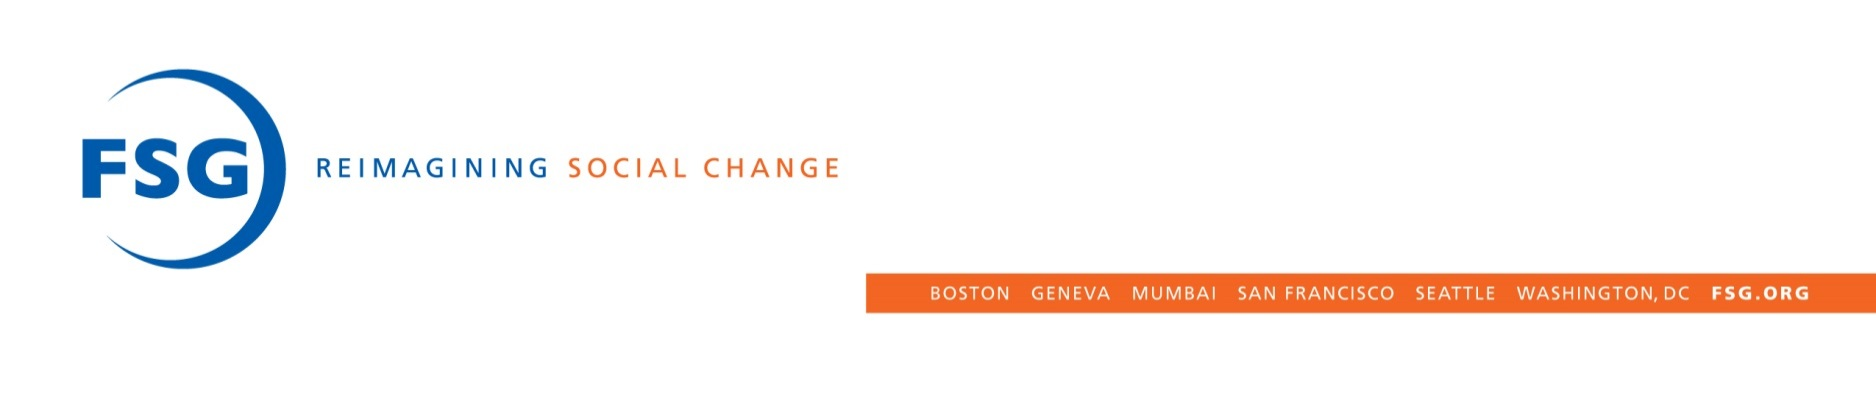 FSG REIMAGINING SOCIAL CHANGE
BOSTON GENEVA MUMBAI SAN FRANCISCO SEATTLE WASHINGTON, DC FSG.ORG